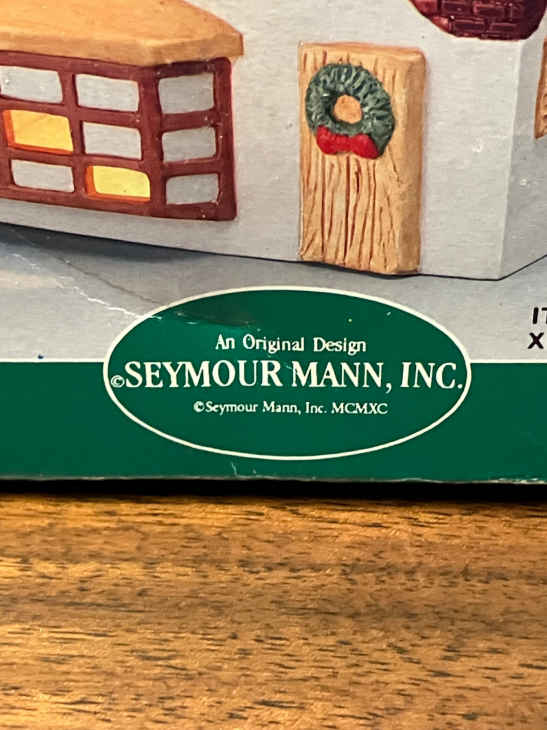 An Original Design
©SEYMOUR MANN, INC.
©Seymour Mann, Inc. MCMXC